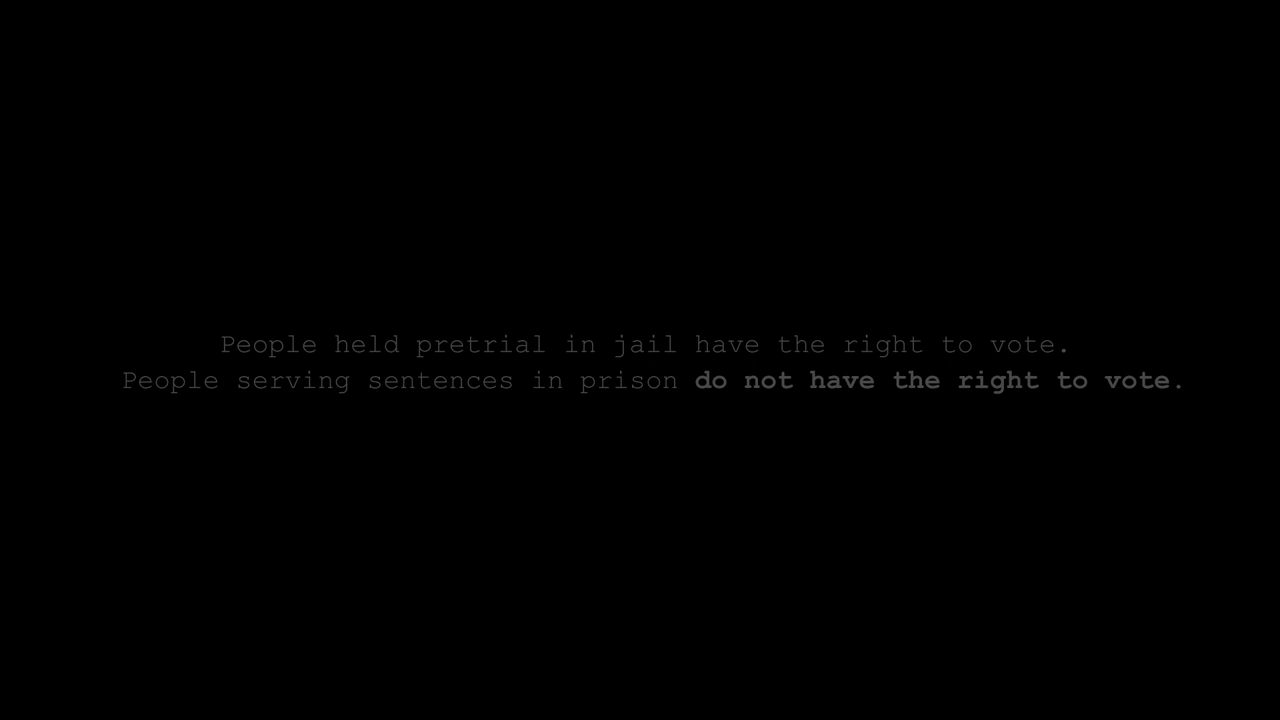 People held pretrial in jail have the right to vote.
People serving sentences in prison do not have the right to vote.